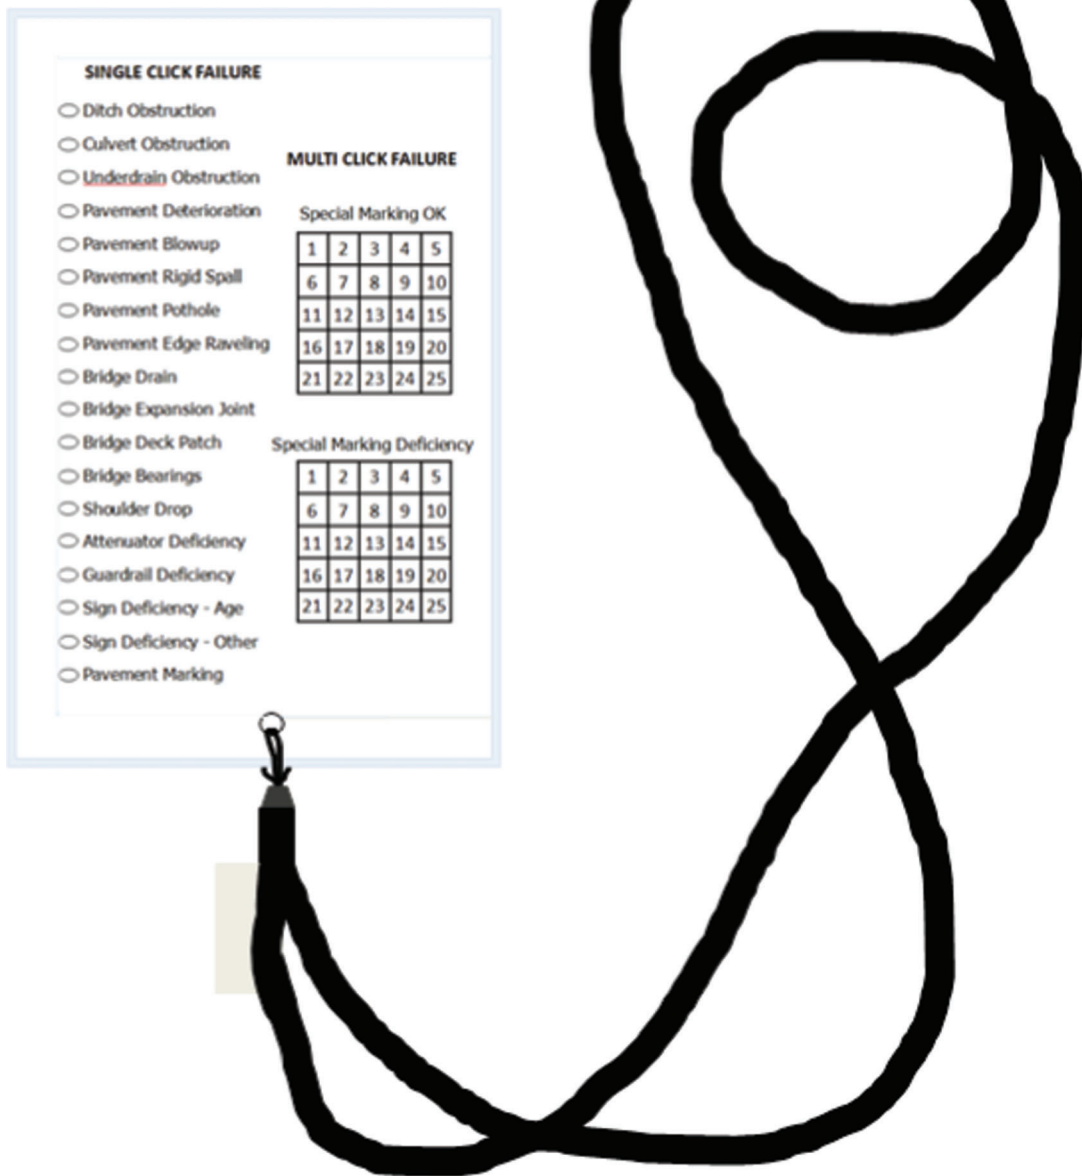 SINGLE CLICK FAILURE
Ditch Obstruction
Culvert Obstruction
Underdrain Obstruction
Pavement Deterioration
Pavement Blowup
Pavement Rigid Spall
Pavement Pothole
Pavement Edge Raveling
Bridge Drain
Bridge Expansion Joint
Bridge Deck Patch
Bridge Bearings
Shoulder Drop
Attenuator Deficiency
Guardrail Deficiency
Sign Deficiency - Age
Sign Deficiency - Other
Pavement Marking
MULTI CLICK FAILURE
Special Marking OK
1 2 3 4 5
6 7 8 9 10
11 12 13 14 15
16 17 18 19 20
21 22 23 24 25
Special Marking Deficiency
1 2 3 4 5
6 7 8 9 10
11 12 13 14 15
16 17 18 19 20
21 22 23 24 25